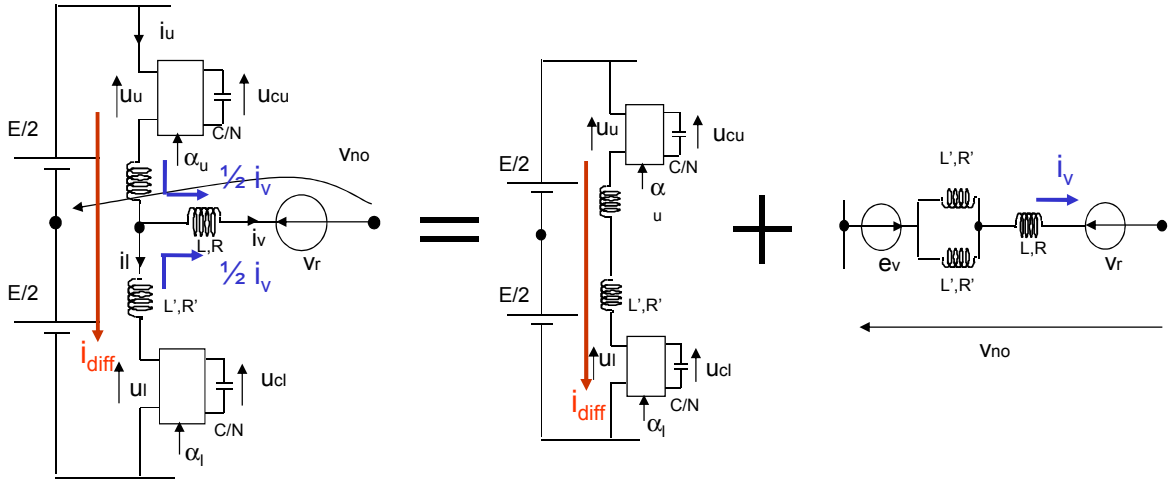 iu
uu
ucu
E/2
C/N
αu
vno
½ iv
L,R
iv
vr
il
½ iv
E/2
L',R'
idiff
ul
ucl
C/N
αl
=
uu
ucu
C/N
E/2
α
u
E/2
L',R'
ul
ucl
idiff
C/N
αl
+
L',R'
iv
ev
L,R
vr
L',R'
vno